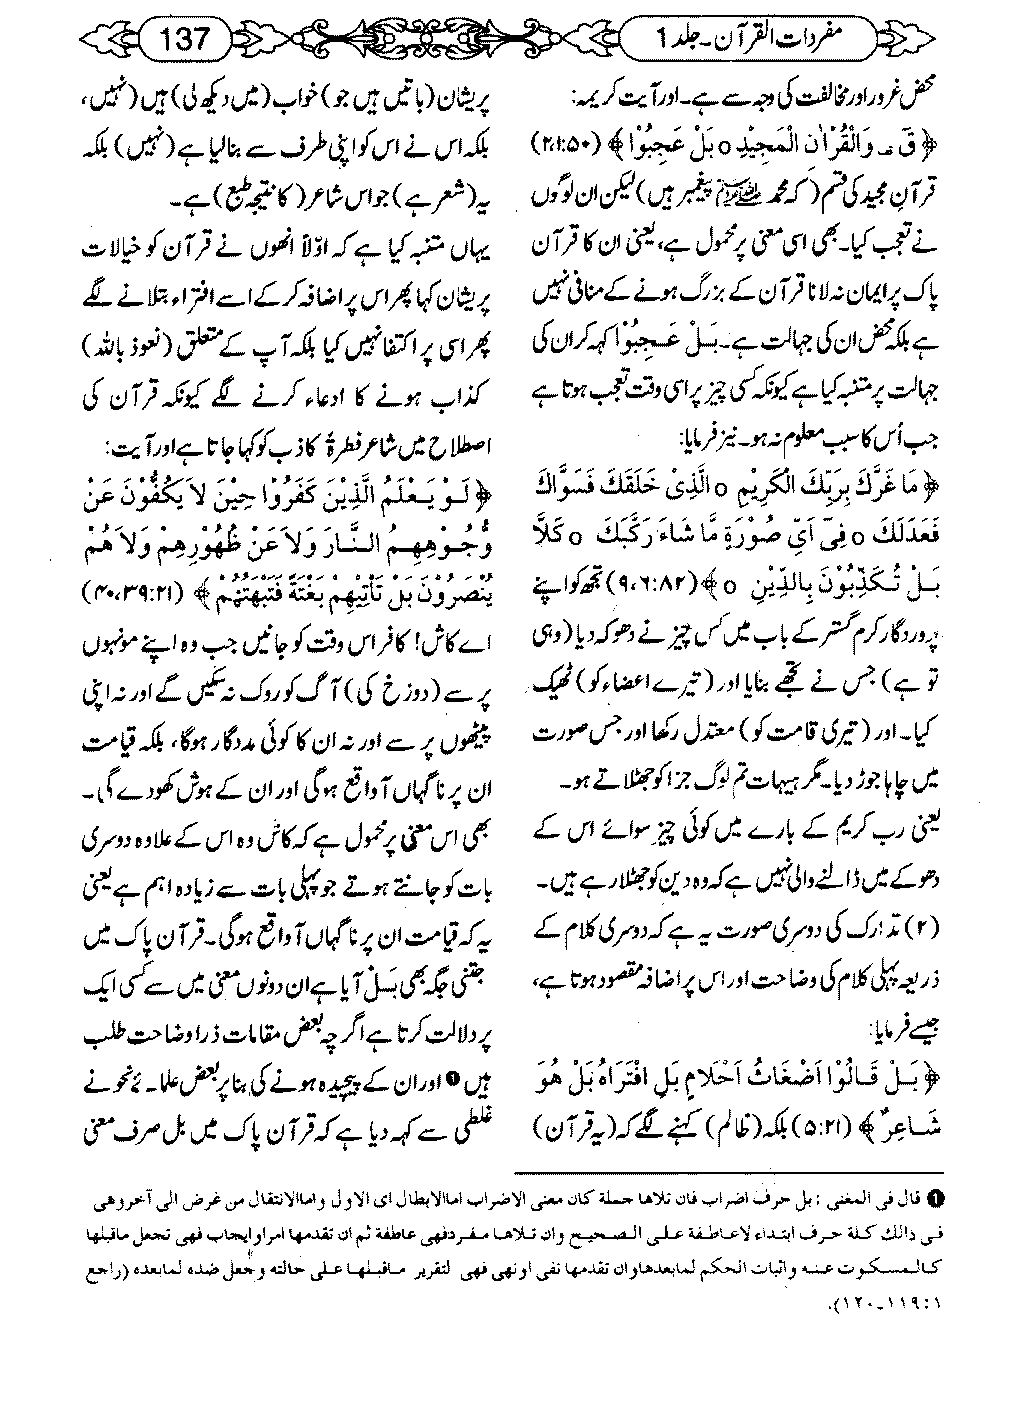 مفردات القرآن۔ جلد 1
137
محض غرور اور مخالفت کی وجہ سے ہے۔ اور آیت کریمہ:
﴿قٓ ۔ وَالْقُرْاٰنِ الْمَجِيْدِ o بَلْ عَجِبُوْا﴾ (۲،۱:۵۰)
قرآن مجید کی قسم (کہ محمد ﷺ پیغمبر ہیں) لیکن ان لوگوں
نے تعجب کیا۔ بھی اسی معنی پر محمول ہے، یعنی ان کا قرآن
پاک پر ایمان نہ لانا قرآن کے بزرگ ہونے کے منافی نہیں
ہے بلکہ محض ان کی جہالت ہے۔ بَلْ عَجِبُوْا کہہ کر ان کی
جہالت پر متنبہ کیا ہے کیونکہ کسی چیز پر اسی وقت تعجب ہوتا ہے
جب اُس کا سبب معلوم نہ ہو۔ نیز فرمایا:
﴿مَا غَرَّكَ بِرَبِّكَ الْكَرِيْمِ o الَّذِىْ خَلَقَكَ فَسَوَّاكَ
فَعَدَلَكَ o فِىْٓ اَىِّ صُوْرَةٍ مَّا شَاءَ رَكَّبَكَ o كَلَّا
بَلْ تُكَذِّبُوْنَ بِالدِّيْنِ o﴾ (۹،۶:۸۲) تجھ کو اپنے
پروردگار کرم گستر کے باب میں کس چیز نے دھوکہ دیا (وہی
تو ہے) جس نے تجھے بنایا اور (تیرے اعضاء کو) ٹھیک
کیا۔ اور (تیری قامت کو) معتدل رکھا اور جس صورت
میں چاہا جوڑ دیا۔ مگر ہیہات تم لوگ جزا کو جھٹلاتے ہو۔
یعنی رب کریم کے بارے میں کوئی چیز سوائے اس کے
دھوکے میں ڈالنے والی نہیں ہے کہ وہ دین کو جھٹلا رہے ہیں۔
(۲) تدارک کی دوسری صورت یہ ہے کہ دوسری کلام کے
ذریعہ پہلی کلام کی وضاحت اور اس پر اضافہ مقصود ہوتا ہے،
جیسے فرمایا:
﴿بَلْ قَالُوْا اَضْغَاثُ اَحْلَامٍ بَلِ افْتَرَاهُ بَلْ هُوَ
شَاعِرٌ﴾ (۵:۲۱) بلکہ (ظالم) کہنے لگے کہ (یہ قرآن)
پریشان (باتیں ہیں جو) خواب (میں دیکھ لی) ہیں (نہیں،
بلکہ اس نے اس کو اپنی طرف سے بنا لیا ہے (نہیں) بلکہ
یہ (شعر ہے) جو اس شاعر (کا نتیجہ طبع) ہے۔
یہاں متنبہ کیا ہے کہ اوّلاً انھوں نے قرآن کو خیالات
پریشان کہا پھر اس پر اضافہ کر کے اسے افتراء بتلانے لگے
پھر اسی پر اکتفا نہیں کیا بلکہ آپ کے متعلق (نعوذ باللہ)
کذاب ہونے کا ادعاء کرنے لگے کیونکہ قرآن کی
اصطلاح میں شاعر فطرۃً کاذب کو کہا جاتا ہے اور آیت:
﴿لَوْ يَعْلَمُ الَّذِيْنَ كَفَرُوْا حِيْنَ لَا يَكُفُّوْنَ عَنْ
وُّجُوْهِهِمُ النَّارَ وَلَا عَنْ ظُهُوْرِهِمْ وَلَا هُمْ
يُنْصَرُوْنَ بَلْ تَاْتِيْهِمْ بَغْتَةً فَتَبْهَتُهُمْ﴾ (۴۰،۳۹:۲۱)
اے کاش! کافر اس وقت کو جانیں جب وہ اپنے مونہوں
پر سے (دوزخ کی) آگ کو روک نہ سکیں گے اور نہ اپنی
پیٹھوں پر سے اور نہ ان کا کوئی مددگار ہوگا، بلکہ قیامت
ان پر ناگہاں آ واقع ہوگی اور ان کے ہوش کھو دے گی۔
بھی اس معنی پر محمول ہے کہ کاش وہ اس کے علاوہ دوسری
بات کو جانتے ہوتے جو پہلی بات سے زیادہ اہم ہے یعنی
یہ کہ قیامت ان پر ناگہاں آ واقع ہوگی۔ قرآن پاک میں
جتنی جگہ بھی بَلْ آیا ہے ان دونوں معنی میں سے کسی ایک
پر دلالت کرتا ہے اگرچہ بعض مقامات ذرا وضاحت طلب
ہیں ❶ اور ان کے پیچیدہ ہونے کی بنا پر بعض علمائے نحو نے
غلطی سے کہہ دیا ہے کہ قرآن پاک میں بل صرف معنی
❶ قال فی المغنی : بل حرف اضراب فان تلاها جملة کان معنی الاضراب اما الابطال ای الاول واما الانتقال من غرض الی آخر وهی
فی ذالك كلة حرف ابتداء لا عاطفة علی الصحیح وان تلاها مفرد فهی عاطفة ثم ان تقدمها امر او ایجاب فهی تجعل ماقبلها
کالمسکوت عنه واثبات الحکم لما بعدها وان تقدمها نفی او نهی فهی لتقریر ماقبلها علی حالته وجعل ضده لما بعده (راجع
۱:۱۱۹-۱۲۰).